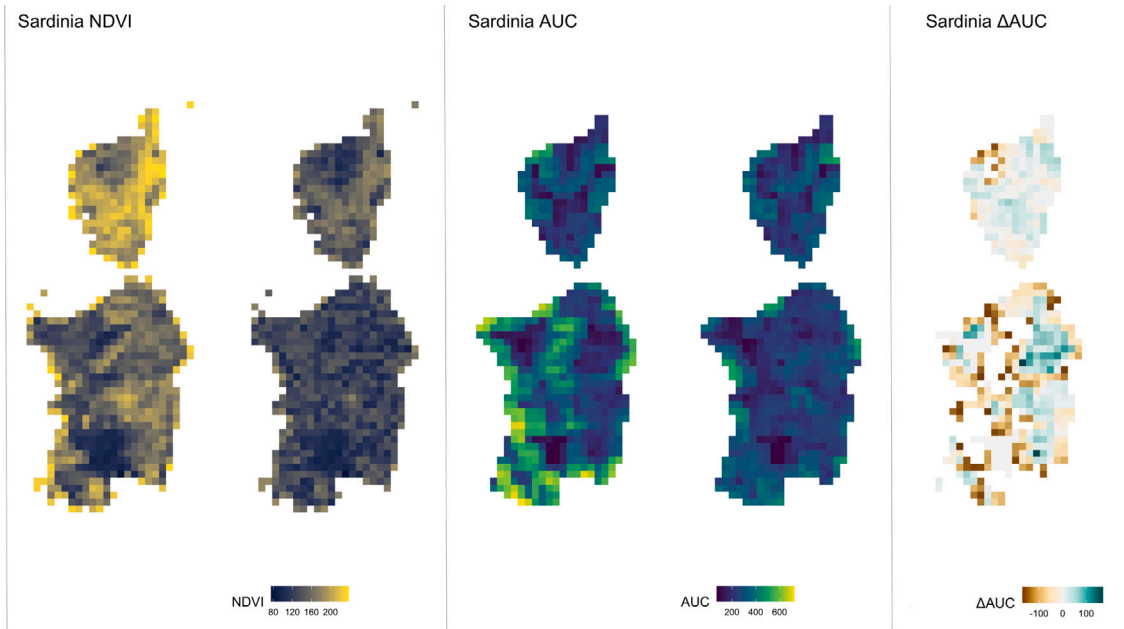 Sardinia NDVI
Sardinia AUC
Sardinia ΔAUC
NDVI
80 120 160 200
AUC
200 400 600
ΔAUC
-100 0 100